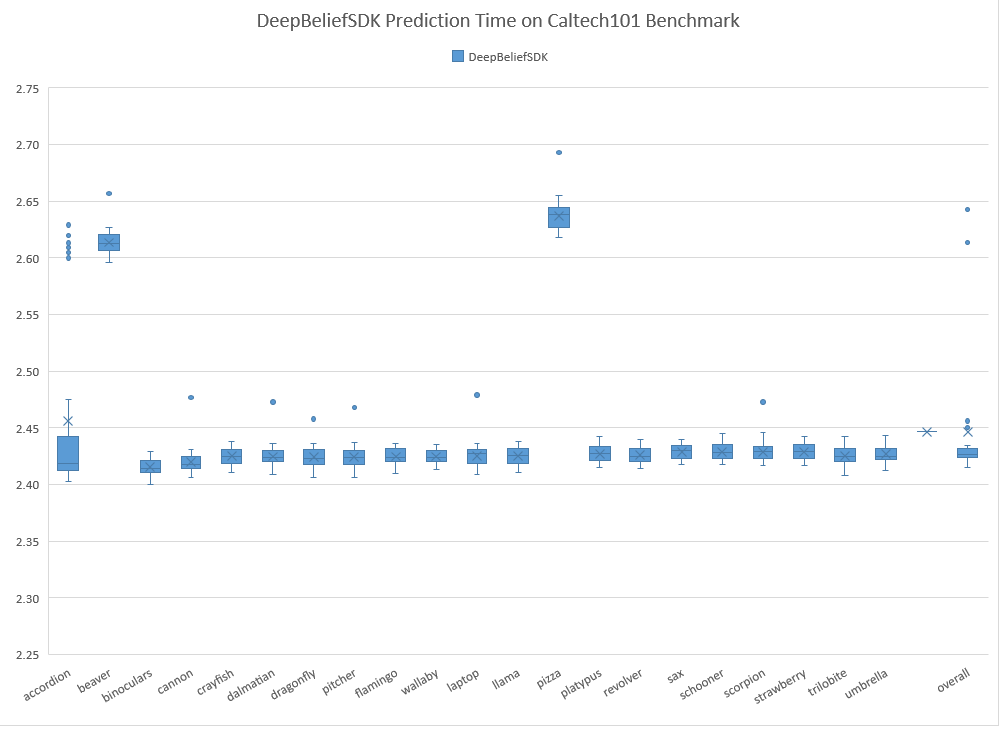 DeepBeliefSDK Prediction Time on Caltech101 Benchmark
DeepBeliefSDK
2.75
2.70
2.65
2.60
2.55
2.50
2.45
2.40
2.35
2.30
2.25
accordion
beaver
binoculars
cannon
crayfish
dalmatian
dragonfly
pitcher
flamingo
wallaby
laptop
llama
pizza
platypus
revolver
sax
schooner
scorpion
strawberry
trilobite
umbrella
overall